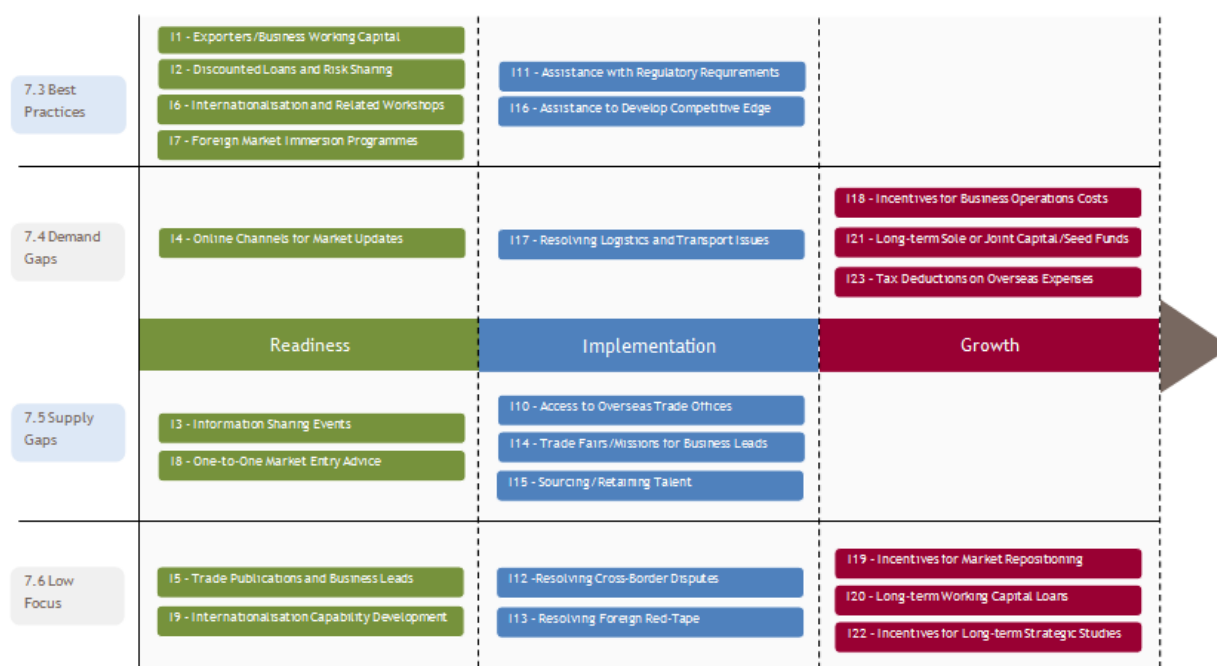 I1 - Exporters/Business Working Capital
I2 - Discounted Loans and Risk Sharing
7.3 Best
Practices
I6 - Internationalisation and Related Workshops
I7 - Foreign Market Immersion Programmes
I11 - Assistance with Regulatory Requirements
I16 - Assistance to Develop Competitive Edge
7.4 Demand
Gaps
I4 - Online Channels for Market Updates
I17 - Resolving Logistics and Transport Issues
I18 - Incentives for Business Operations Costs
I21 - Long-term Sole or Joint Capital/Seed Funds
I23 - Tax Deductions on Overseas Expenses
Readiness
Implementation
Growth
7.5 Supply
Gaps
I3 - Information Sharing Events
I8 - One-to-One Market Entry Advice
I10 - Access to Overseas Trade Offices
I14 - Trade Fairs/Missions for Business Leads
I15 - Sourcing/Retaining Talent
7.6 Low
Focus
I5 - Trade Publications and Business Leads
I9 - Internationalisation Capability Development
I12 -Resolving Cross-Border Disputes
I13 - Resolving Foreign Red-Tape
I19 - Incentives for Market Repositioning
I20 - Long-term Working Capital Loans
I22 - Incentives for Long-term Strategic Studies